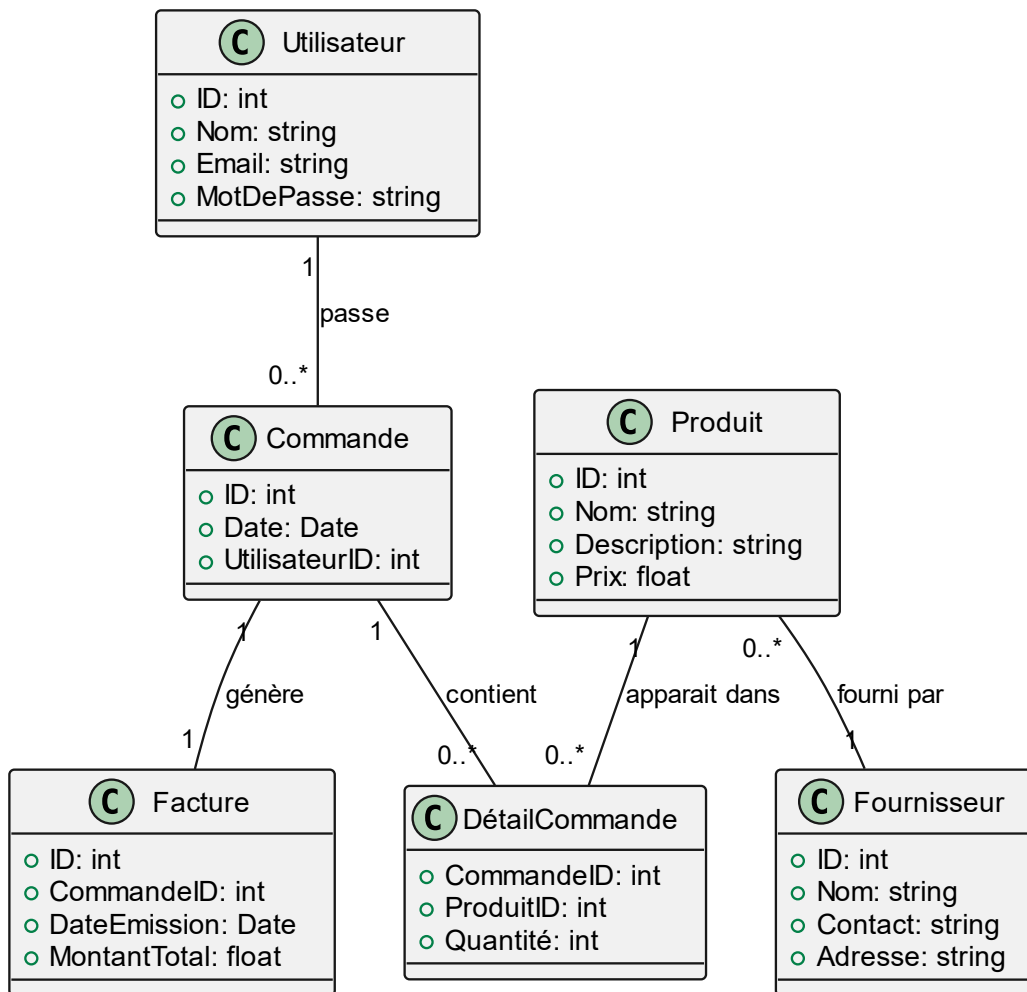 C Utilisateur
ID: int
Nom: string
Email: string
MotDePasse: string
1
passe
0..*
C Commande
ID: int
Date: Date
UtilisateurID: int
C Produit
ID: int
Nom: string
Description: string
Prix: float
1
1
1
0..*
génère
contient
apparait dans
fourni par
1
0..*
0..*
1
C Facture
ID: int
CommandeID: int
DateEmission: Date
MontantTotal: float
C DétailCommande
CommandeID: int
ProduitID: int
Quantité: int
C Fournisseur
ID: int
Nom: string
Contact: string
Adresse: string